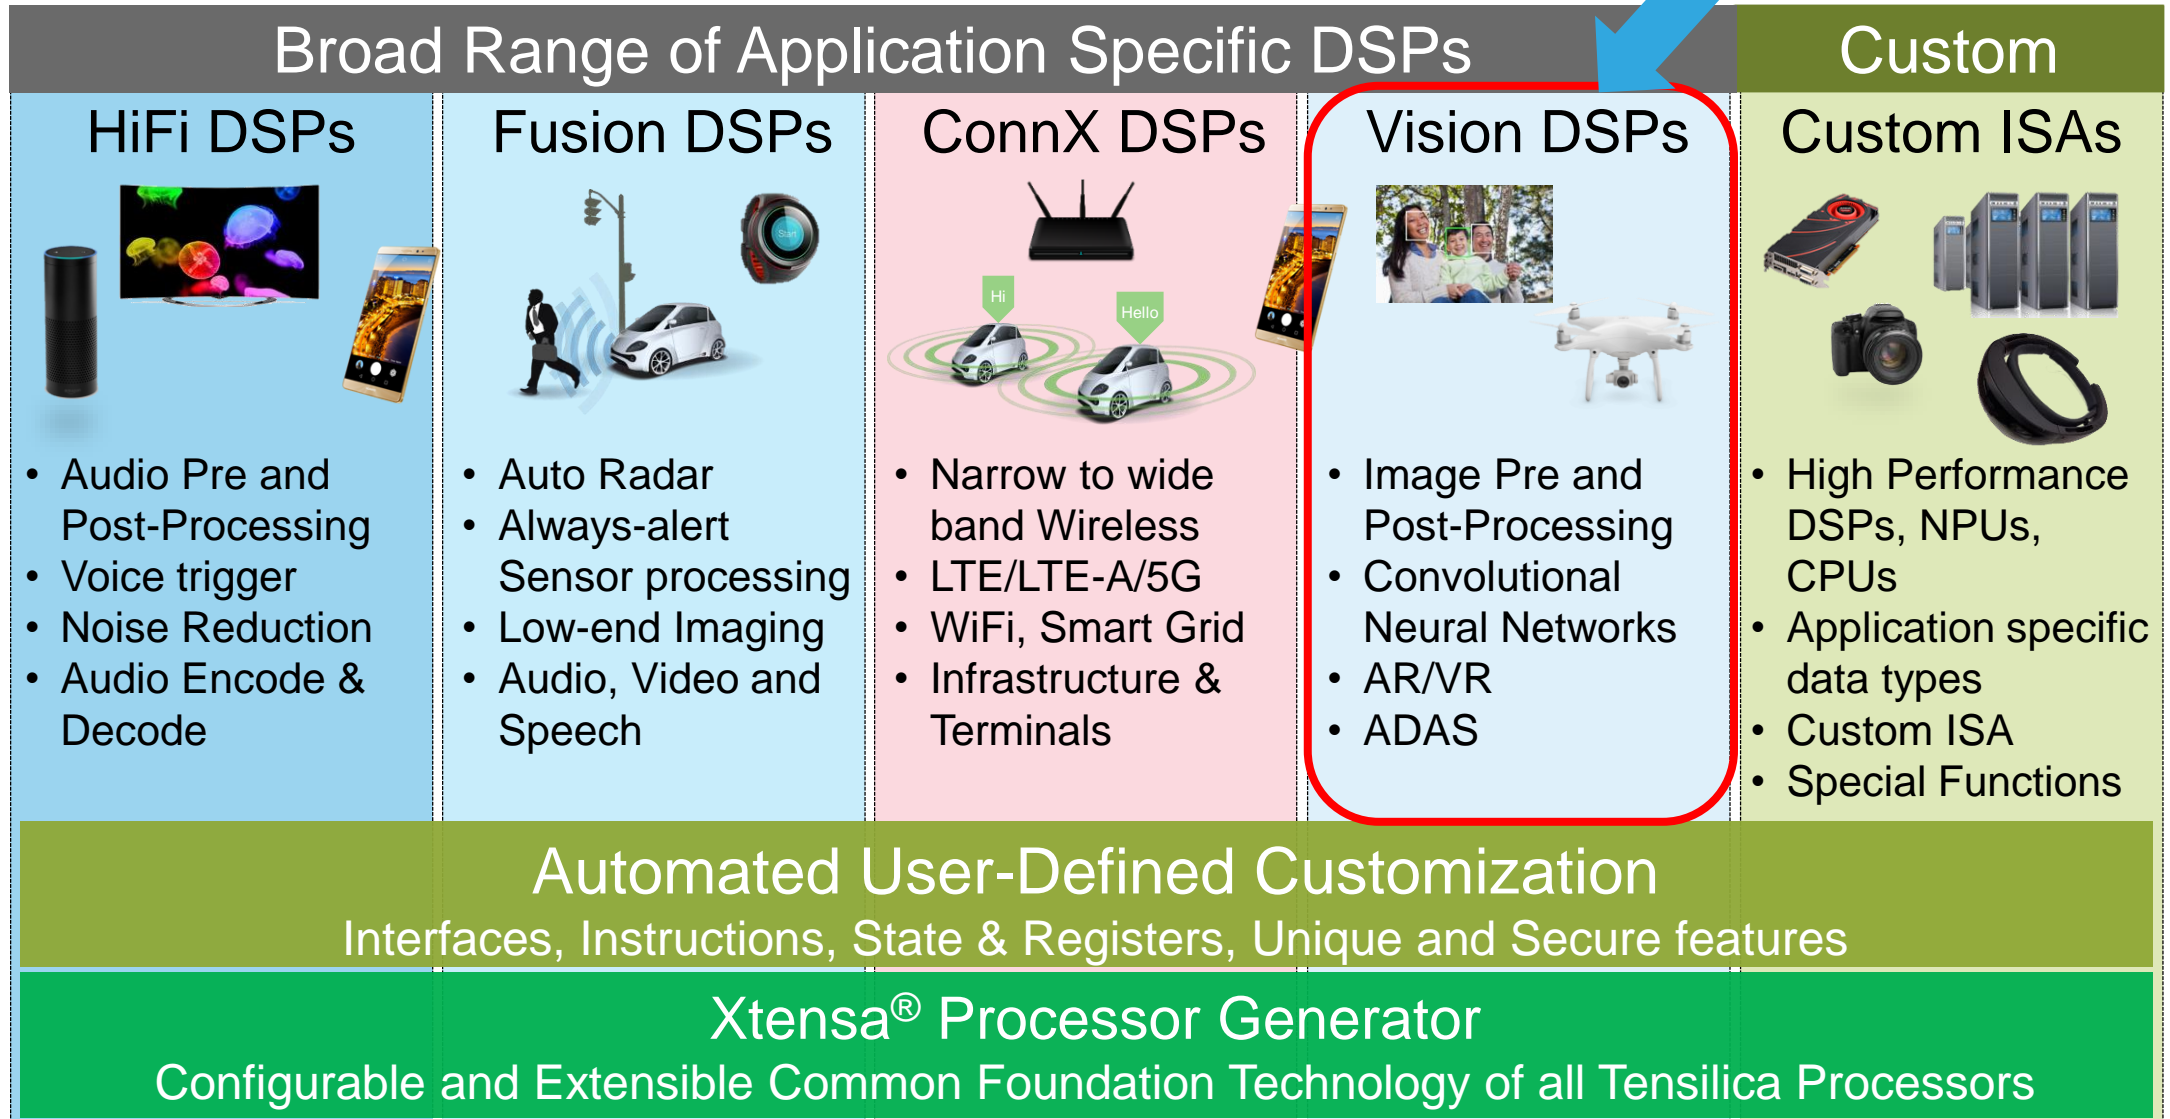 Broad Range of Application Specific DSPs
Custom
HiFi DSPs
• Audio Pre and
Post-Processing
• Voice trigger
• Noise Reduction
• Audio Encode &
Decode
Fusion DSPs
Start
• Auto Radar
• Always-alert
Sensor processing
• Low-end Imaging
• Audio, Video and
Speech
ConnX DSPs
Hi
Hello
• Narrow to wide
band Wireless
• LTE/LTE-A/5G
• WiFi, Smart Grid
• Infrastructure &
Terminals
Vision DSPs
• Image Pre and
Post-Processing
• Convolutional
Neural Networks
• AR/VR
• ADAS
Custom ISAs
• High Performance
DSPs, NPUs,
CPUs
• Application specific
data types
• Custom ISA
• Special Functions
Automated User-Defined Customization
Interfaces, Instructions, State & Registers, Unique and Secure features
Xtensa® Processor Generator
Configurable and Extensible Common Foundation Technology of all Tensilica Processors